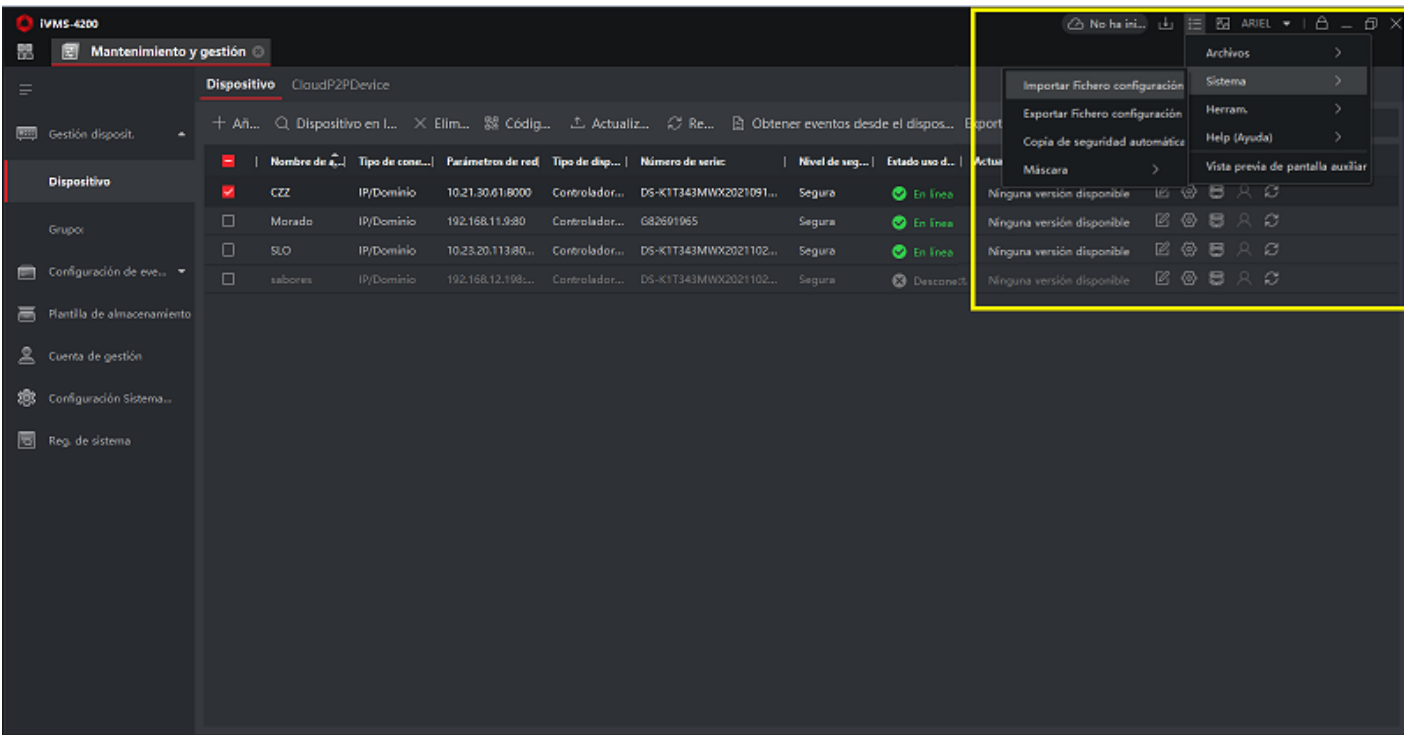 iVMS-4200
No ha ini...
ARIEL
Mantenimiento y gestión
Archivos
Sistema
Herram.
Help (Ayuda)
Vista previa de pantalla auxiliar
Importar Fichero configuración
Exportar Fichero configuración
Copia de seguridad automática
Máscara
Dispositivo CloudP2PDevice
Añ... Dispositivo en l... Elim... Códig... Actualiz... Re... Obtener eventos desde el dispos... Export
Nombre de a... Tipo de cone... Parámetros de red Tipo de disp... Número de serie: Nivel de seg... Estado uso d... Actua
CZZ IP/Dominio 10.21.30.61:8000 Controlador... DS-K1T343MWX2021091... Segura En línea Ninguna versión disponible
Morado IP/Dominio 192.168.11.9:80 Controlador... G82691965 Segura En línea Ninguna versión disponible
SLO IP/Dominio 10.23.20.113:80... Controlador... DS-K1T343MWX2021102... Segura En línea Ninguna versión disponible
sabores IP/Dominio 192.168.12.198:... Controlador... DS-K1T343MWX2021102... Segura Desconect. Ninguna versión disponible
Gestión disposit.
Dispositivo
Grupo:
Configuración de eve...
Plantilla de almacenamiento
Cuenta de gestión
Configuración Sistema...
Reg. de sistema